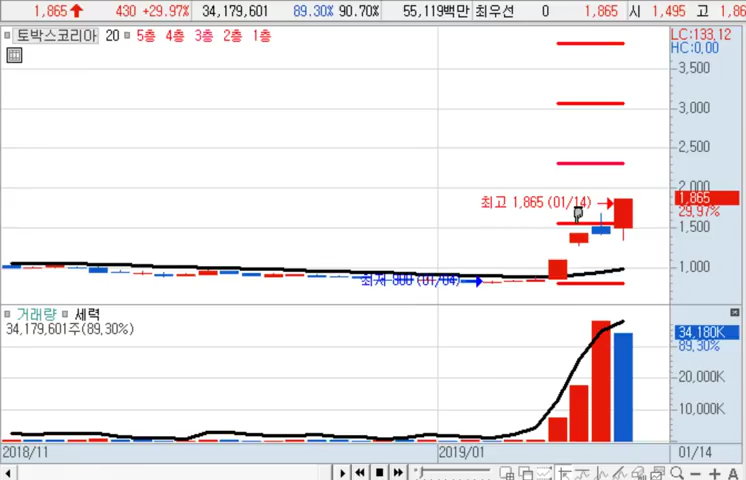 1,865 430 +29.97% 34,179,601 89.30% 90.70% 55,119백만 최우선 0 1,865 시 1,495 고 1,86
토박스코리아 20 5층 4층 3층 2층 1층
LC:133,12
HC:0,00
3,500
3,000
2,500
2,000
최고 1,865 (01/14)
1,865
29,97%
1,500
1,000
최저 800 (01/04)
거래량 세력
34,179,601주(89,30%)
34,180K
89,30%
20,000K
10,000K
2018/11 2019/01 01/14